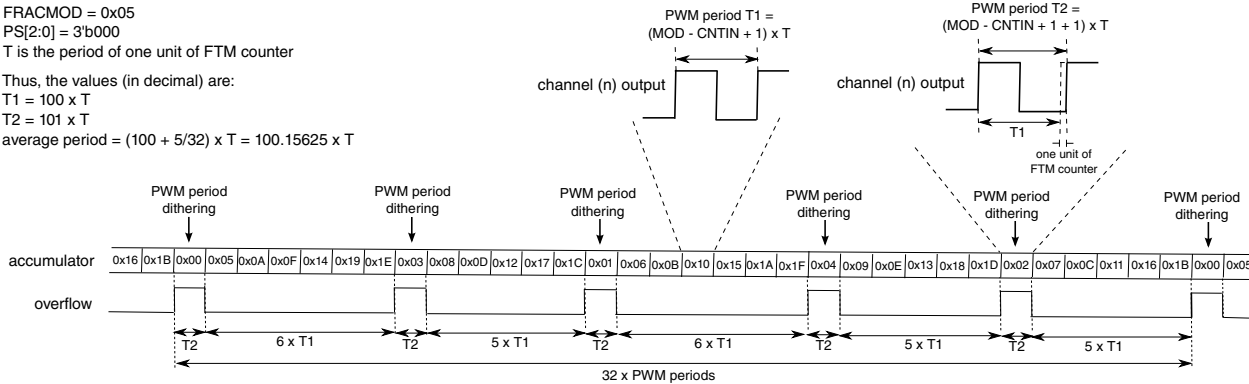 FRACMOD = 0x05
PS[2:0] = 3'b000
T is the period of one unit of FTM counter
Thus, the values (in decimal) are:
T1 = 100 x T
T2 = 101 x T
average period = (100 + 5/32) x T = 100.15625 x T
PWM period T1 =
(MOD - CNTIN + 1) x T
channel (n) output
PWM period T2 =
(MOD - CNTIN + 1 + 1) x T
channel (n) output
T1
one unit of
FTM counter
PWM period
dithering
PWM period
dithering
PWM period
dithering
PWM period
dithering
PWM period
dithering
PWM period
dithering
accumulator 0x16 0x1B 0x00 0x05 0x0A 0x0F 0x14 0x19 0x1E 0x03 0x08 0x0D 0x12 0x17 0x1C 0x01 0x06 0x0B 0x10 0x15 0x1A 0x1F 0x04 0x09 0x0E 0x13 0x18 0x1D 0x02 0x07 0x0C 0x11 0x16 0x1B 0x00 0x05
overflow
T2 6 x T1 T2 5 x T1 T2 6 x T1 T2 5 x T1 T2 5 x T1
32 x PWM periods